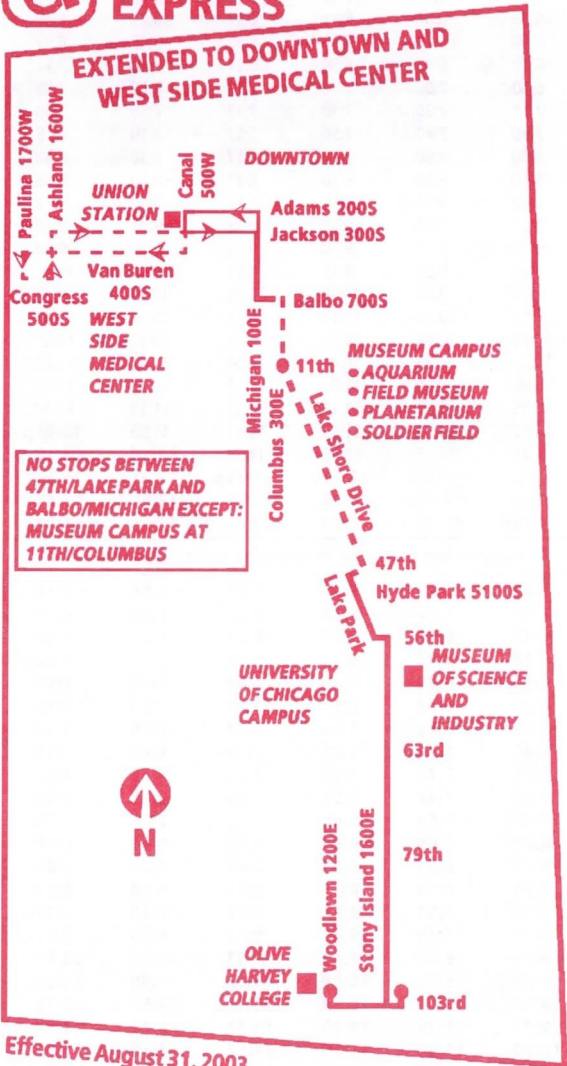 EXPRESS
EXTENDED TO DOWNTOWN AND
WEST SIDE MEDICAL CENTER
Paulina 1700W
Ashland 1600W
UNION
STATION
Canal
500W
DOWNTOWN
Adams 200S
Jackson 300S
Van Buren
400S
Congress
500S
WEST
SIDE
MEDICAL
CENTER
Balbo 700S
Michigan 100E
11th
Columbus 300E
MUSEUM CAMPUS
• AQUARIUM
• FIELD MUSEUM
• PLANETARIUM
• SOLDIER FIELD
Lake Shore Drive
NO STOPS BETWEEN
47TH/LAKE PARK AND
BALBO/MICHIGAN EXCEPT:
MUSEUM CAMPUS AT
11TH/COLUMBUS
47th
Hyde Park 5100S
Lake Park
56th
MUSEUM
OF SCIENCE
AND
INDUSTRY
UNIVERSITY
OF CHICAGO
CAMPUS
63rd
N
79th
Woodlawn 1200E
Stony Island 1600E
OLIVE
HARVEY
COLLEGE
103rd
Effective August 31, 2003